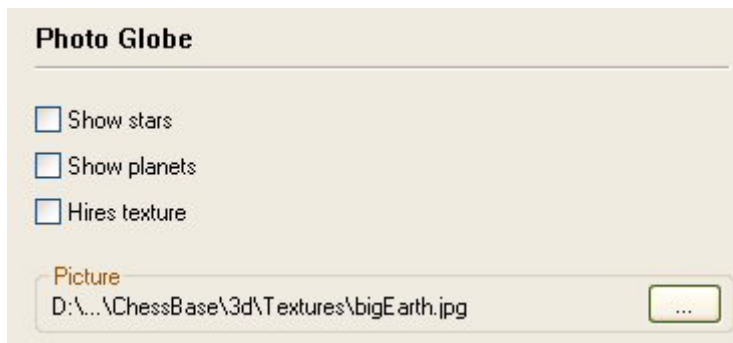 Photo Globe
Show stars
Show planets
Hires texture
Picture
D:\...\ChessBase\3d\Textures\bigEarth.jpg
...